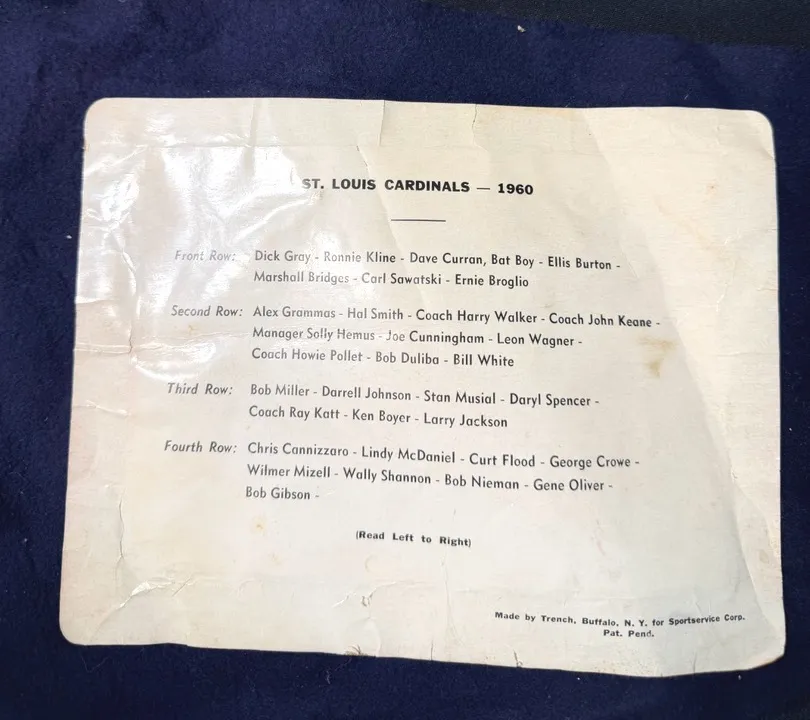 ST. LOUIS CARDINALS — 1960
Front Row: Dick Gray - Ronnie Kline - Dave Curran, Bat Boy - Ellis Burton -
Marshall Bridges - Carl Sawatski - Ernie Broglio
Second Row: Alex Grammas - Hal Smith - Coach Harry Walker - Coach John Keane -
Manager Solly Hemus - Joe Cunningham - Leon Wagner -
Coach Howie Pollet - Bob Duliba - Bill White
Third Row: Bob Miller - Darrell Johnson - Stan Musial - Daryl Spencer -
Coach Ray Katt - Ken Boyer - Larry Jackson
Fourth Row: Chris Cannizzaro - Lindy McDaniel - Curt Flood - George Crowe -
Wilmer Mizell - Wally Shannon - Bob Nieman - Gene Oliver -
Bob Gibson -
(Read Left to Right)
Made by Trench, Buffalo, N. Y. for Sportservice Corp.
Pat. Pend.